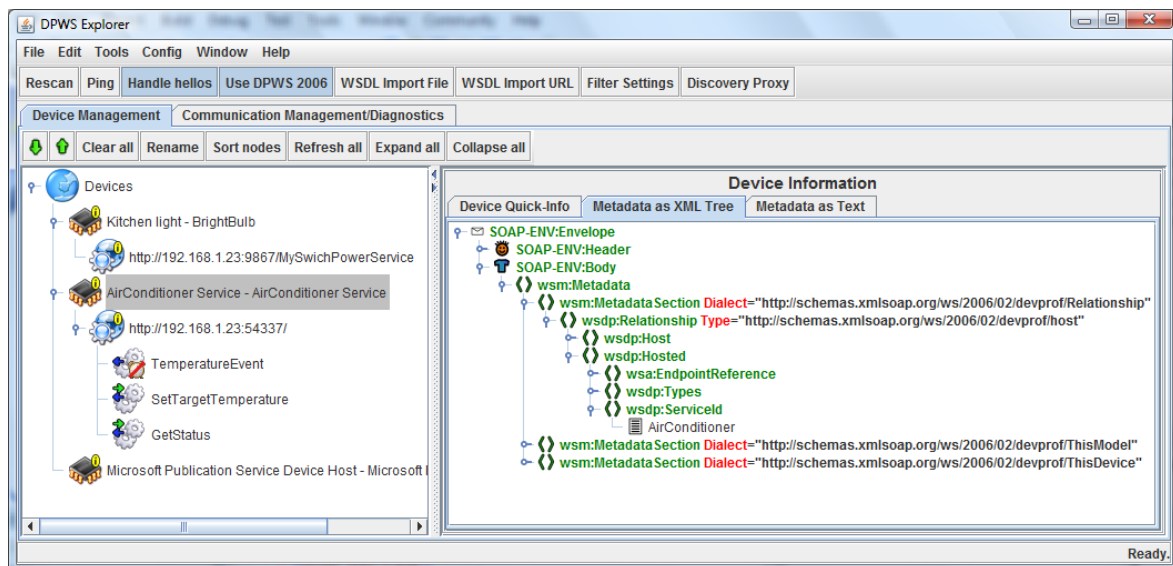 DPWS Explorer
File Edit Tools Config Window Help
Rescan Ping Handle hellos Use DPWS 2006 WSDL Import File WSDL Import URL Filter Settings Discovery Proxy
Device Management Communication Management/Diagnostics
Clear all Rename Sort nodes Refresh all Expand all Collapse all
Devices
Kitchen light - BrightBulb
http://192.168.1.23:9867/MySwichPowerService
AirConditioner Service - AirConditioner Service
http://192.168.1.23:54337/
TemperatureEvent
SetTargetTemperature
GetStatus
Microsoft Publication Service Device Host - Microsoft
Device Information
Device Quick-Info Metadata as XML Tree Metadata as Text
SOAP-ENV:Envelope
SOAP-ENV:Header
SOAP-ENV:Body
wsm:Metadata
wsm:MetadataSection Dialect="http://schemas.xmlsoap.org/ws/2006/02/devprof/Relationship"
wsdp:Relationship Type="http://schemas.xmlsoap.org/ws/2006/02/devprof/host"
wsdp:Host
wsdp:Hosted
wsa:EndpointReference
wsdp:Types
wsdp:ServiceId
AirConditioner
wsm:MetadataSection Dialect="http://schemas.xmlsoap.org/ws/2006/02/devprof/ThisModel"
wsm:MetadataSection Dialect="http://schemas.xmlsoap.org/ws/2006/02/devprof/ThisDevice"
Ready.